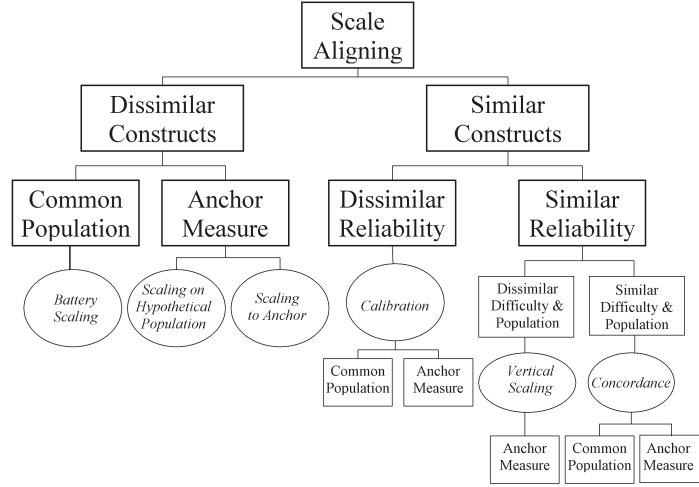 Scale
Aligning
Dissimilar
Constructs
Similar
Constructs
Common
Population
Anchor
Measure
Dissimilar
Reliability
Similar
Reliability
Battery
Scaling
Scaling on
Hypothetical
Population
Scaling
to Anchor
Calibration
Dissimilar
Difficulty &
Population
Similar
Difficulty &
Population
Common
Population
Anchor
Measure
Vertical
Scaling
Concordance
Anchor
Measure
Common
Population
Anchor
Measure